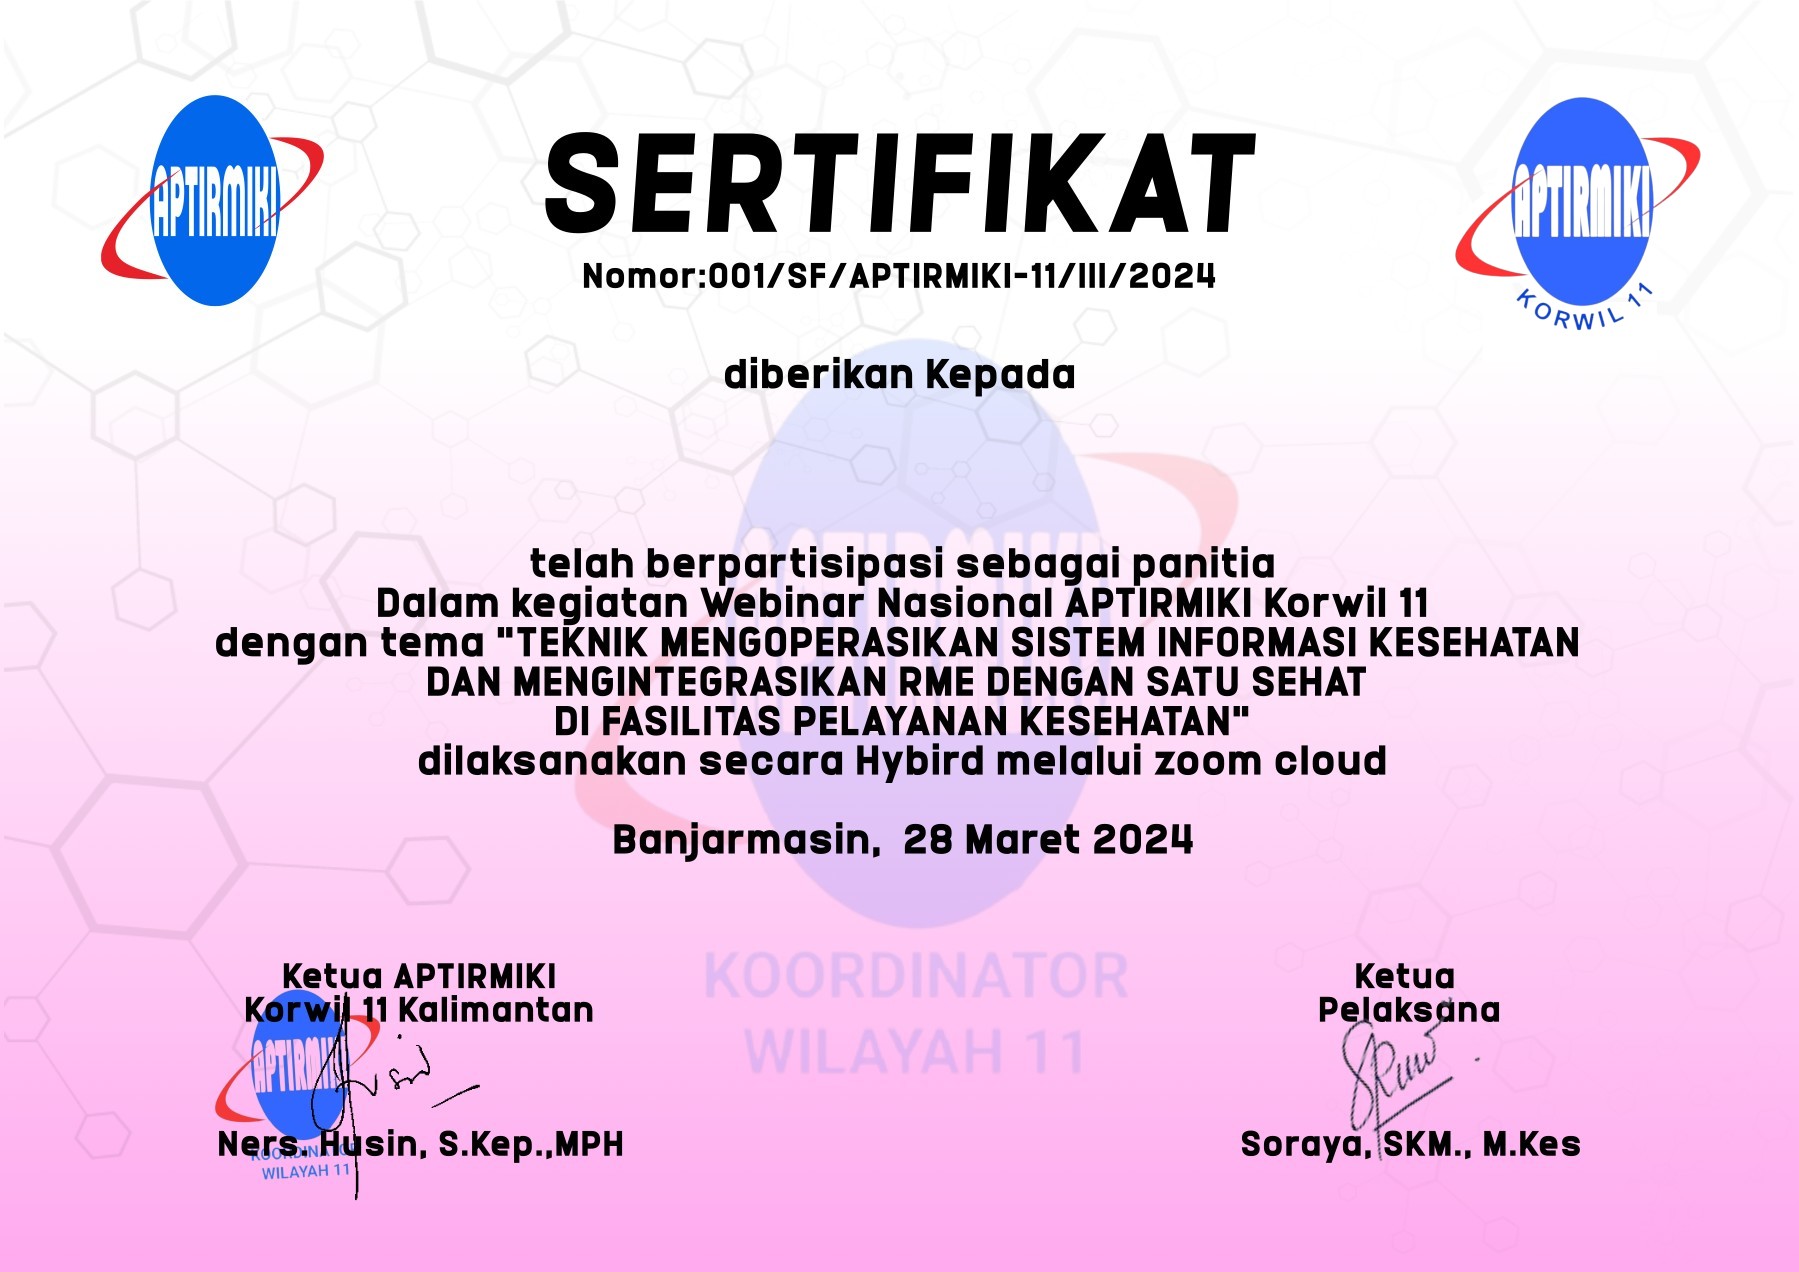 APTIRMIKI
SERTIFIKAT
APTIRMIKI
KORWIL 11
Nomor:001/SF/APTIRMIKI-11/III/2024
diberikan Kepada
telah berpartisipasi sebagai panitia
Dalam kegiatan Webinar Nasional APTIRMIKI Korwil 11
dengan tema "TEKNIK MENGOPERASIKAN SISTEM INFORMASI KESEHATAN
DAN MENGINTEGRASIKAN RME DENGAN SATU SEHAT
DI FASILITAS PELAYANAN KESEHATAN"
dilaksanakan secara Hybird melalui zoom cloud
Banjarmasin, 28 Maret 2024
APTIRMIKI
KOORDINATOR
WILAYAH 11
Ketua APTIRMIKI
Korwil 11 Kalimantan
APTIRMIKI
Ners. Husin, S.Kep.,MPH
KOORDINATOR
WILAYAH 11
Ketua
Pelaksana
Soraya, SKM., M.Kes